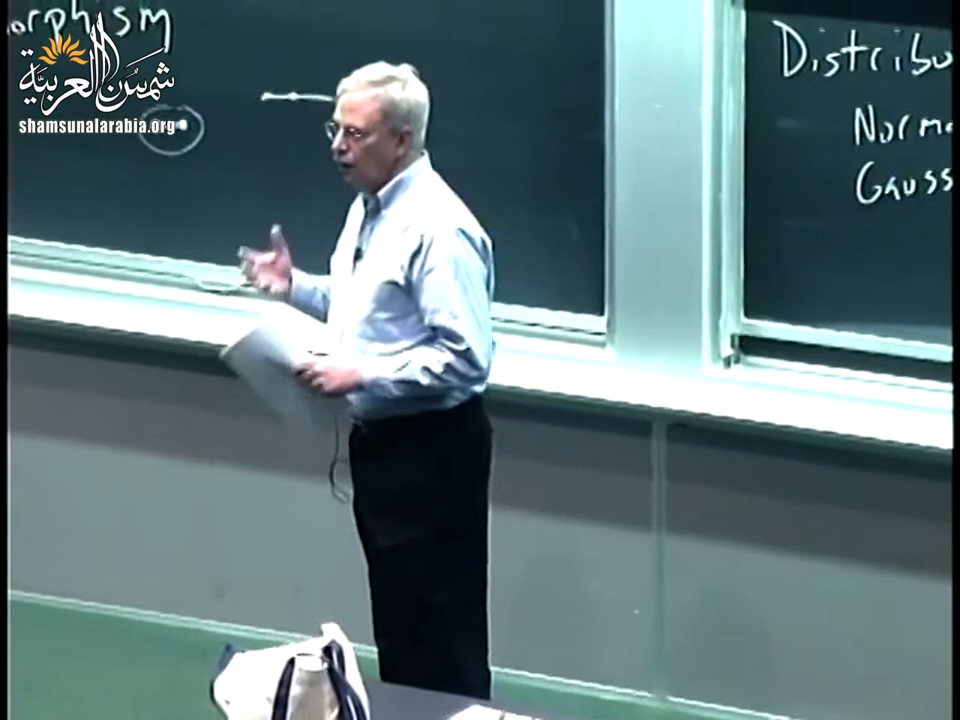 orphism
شمس العربية
shamsunalarabia.org
Distribu
Norma
Gauss